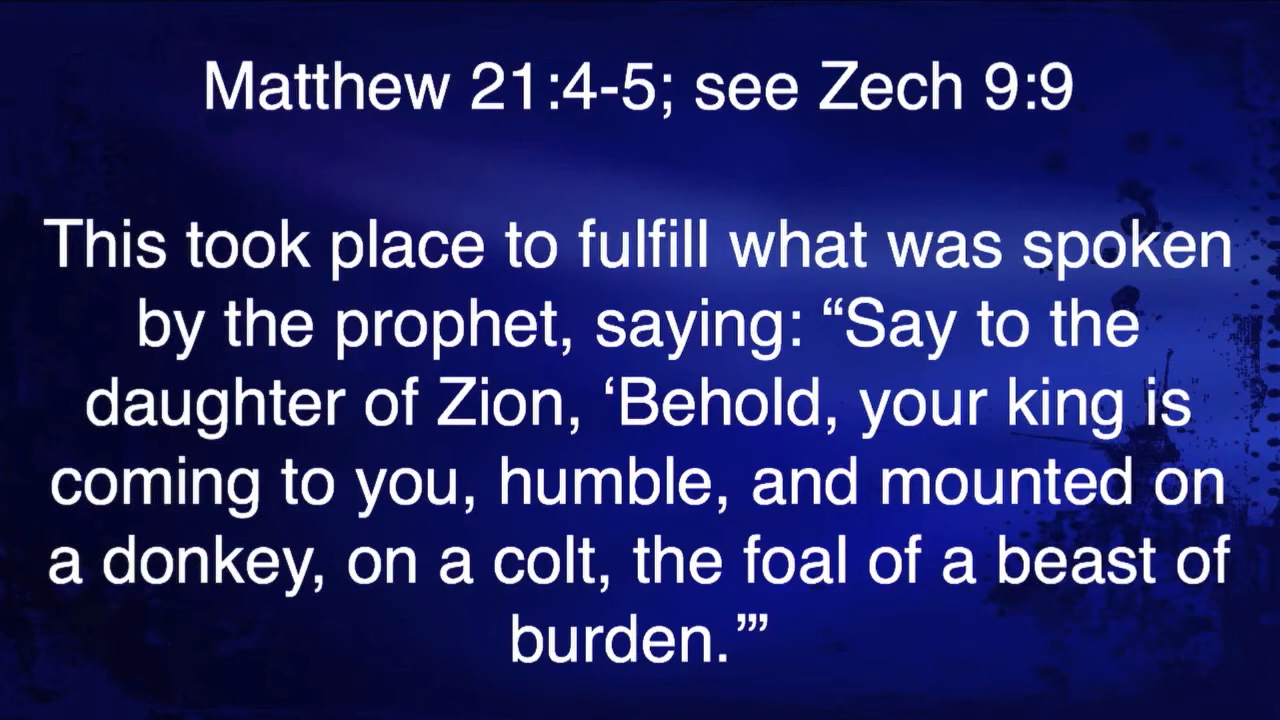 Matthew 21:4-5; see Zech 9:9
This took place to fulfill what was spoken
by the prophet, saying: “Say to the
daughter of Zion, ‘Behold, your king is
coming to you, humble, and mounted on
a donkey, on a colt, the foal of a beast of
burden.’”